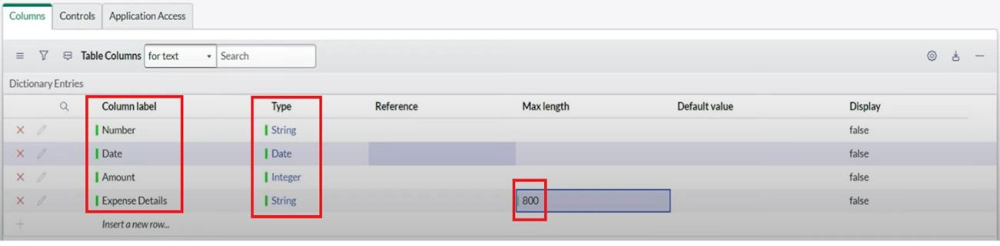 Columns Controls Application Access
Table Columns for text Search
Dictionary Entries
Column label Type Reference Max length Default value Display
Number String false
Date Date false
Amount Integer false
Expense Details String 800 false
Insert a new row...